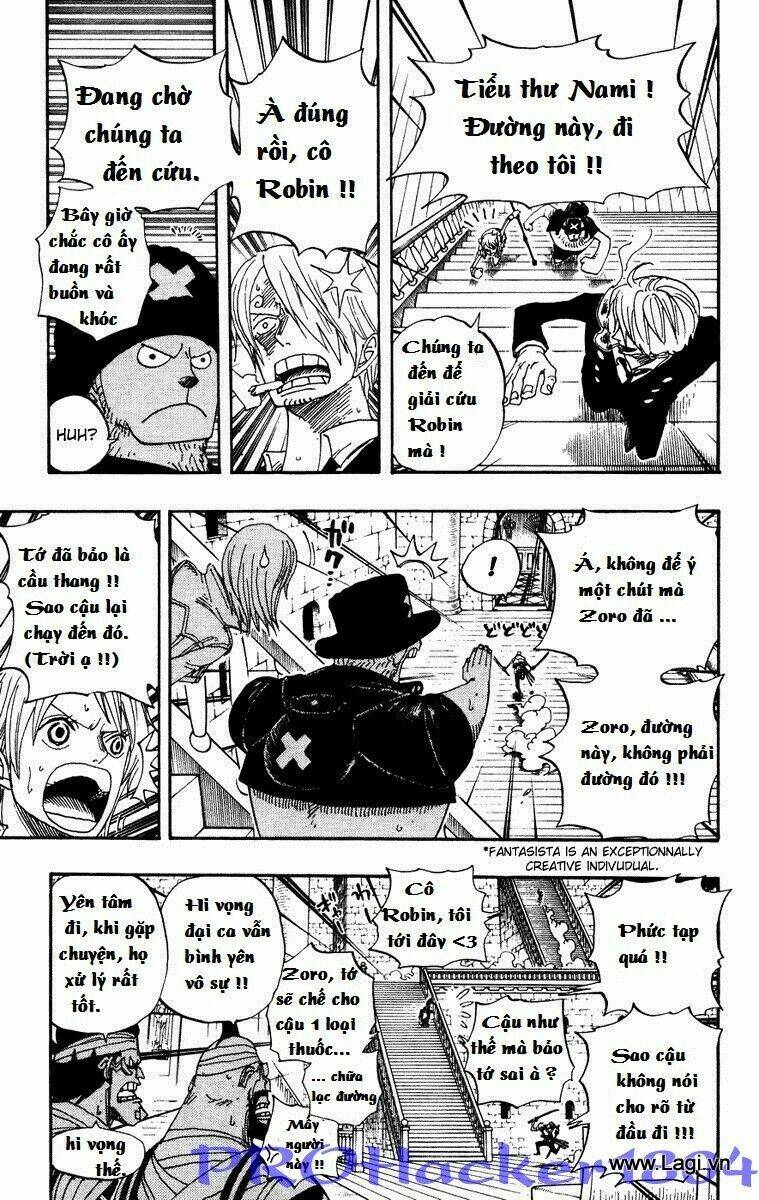 Tiểu thư Nami !
Đường này, đi
theo tôi !!
Chúng ta
đến để
giải cứu
Robin
mà !
À đúng
rồi, cô
Robin !!
Đang chờ
chúng ta
đến cứu.
Bây giờ
chắc cô ấy
đang rất
buồn và
khóc
HUH?
Á, không để ý
một chút mà
Zoro đã ...
Zoro, đường
này, không phải
đường đó !!!
!
ガクッ
Tớ đã bảo là
cầu thang !!
Sao cậu lại
chạy đến đó.
(Trời ạ !!)
*FANTASISTA IS AN EXCEPTIONNALLY
CREATIVE INDIVUDUAL.
Phức tạp
quá !!
Sao cậu
không nói
cho rõ từ
đầu đi !!!
Cô
Robin, tôi
tới đây <3
Cậu như
thế mà bảo
tớ sai à ?
Zoro, tớ
sẽ chế cho
cậu 1 loại
thuốc...
... chữa
lạc đường
Mấy
người
này !!
Hi vọng
đại ca vẫn
bình yên
vô sự !!
Yên tâm
đi, khi gặp
chuyện, họ
xử lý rất
tốt.
hi vọng
thế.
PROHacker1804
www.Lagi.vn